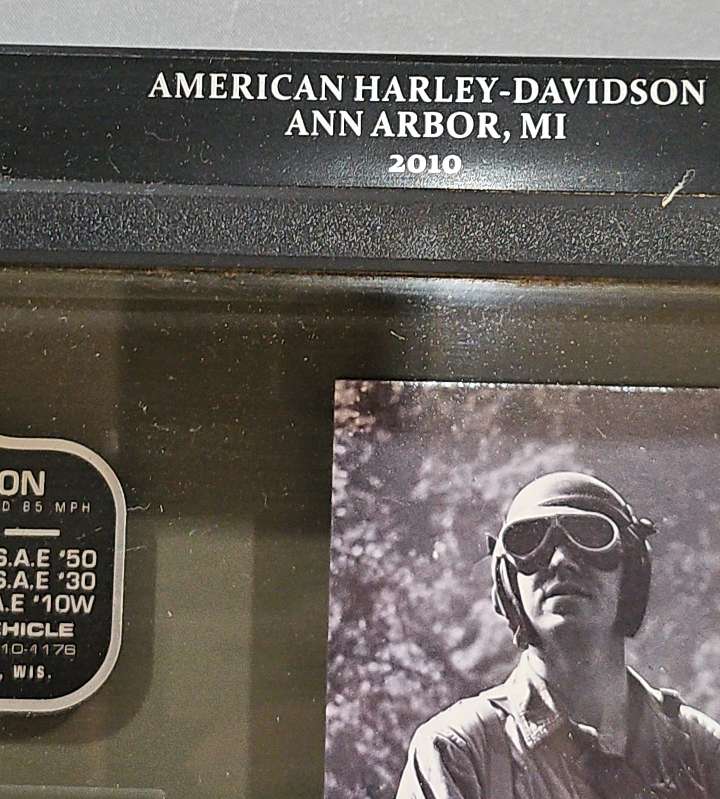 AMERICAN HARLEY-DAVIDSON
ANN ARBOR, MI
2010
ON
D 85 MPH
S.A.E "50
S.A.E "30
A.E "10W
EHICLE
10-1176
, WIS.